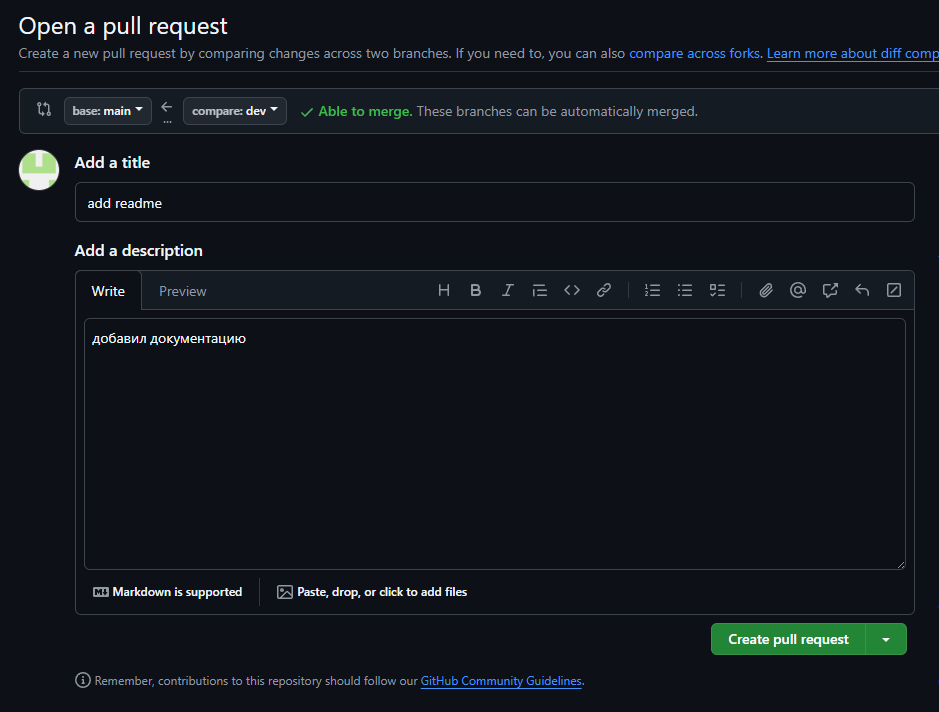 Open a pull request
Create a new pull request by comparing changes across two branches. If you need to, you can also compare across forks. Learn more about diff comp
base: main ← compare: dev ✓ Able to merge. These branches can be automatically merged.
...
Add a title
add readme
Add a description
Write Preview
добавил документацию
Markdown is supported Paste, drop, or click to add files
Create pull request
Remember, contributions to this repository should follow our GitHub Community Guidelines.